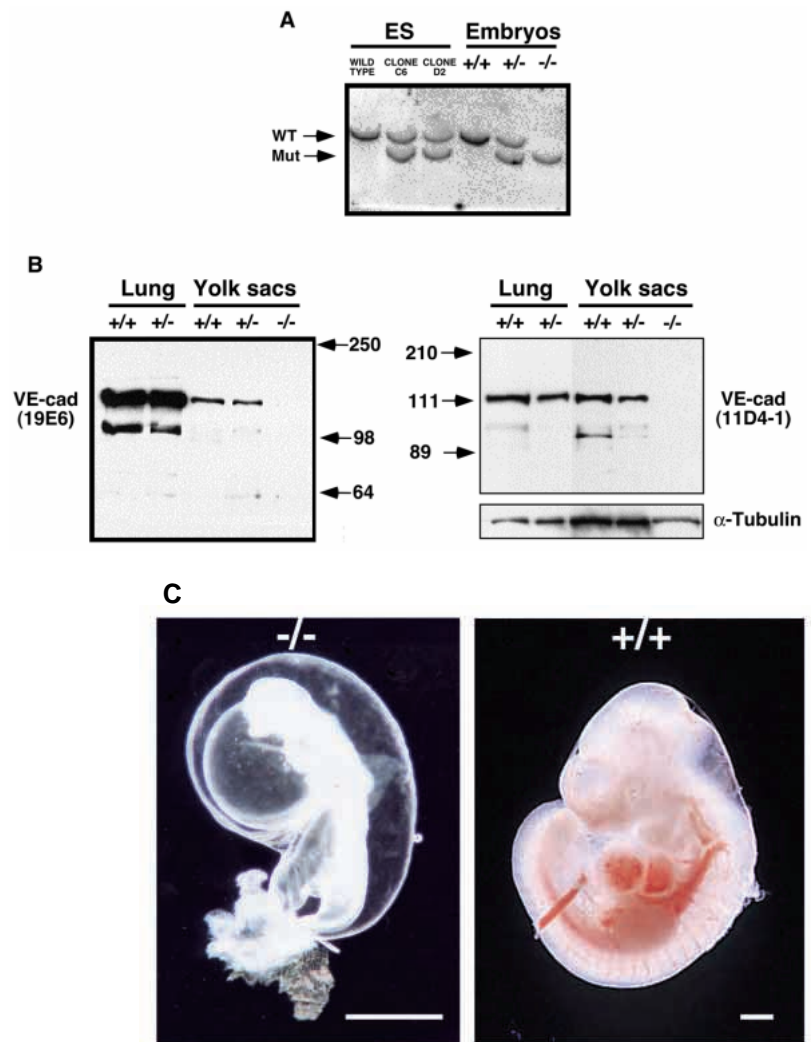 A
ES Embryos
WILD TYPE CLONE C6 CLONE D2 +/+ +/- -/-
WT
Mut
B
Lung Yolk sacs
+/+ +/- +/+ +/- -/-
VE-cad
(19E6)
250
98
64
Lung Yolk sacs
+/+ +/- +/+ +/- -/-
210
111
89
VE-cad
(11D4-1)
α-Tubulin
C
-/- +/+